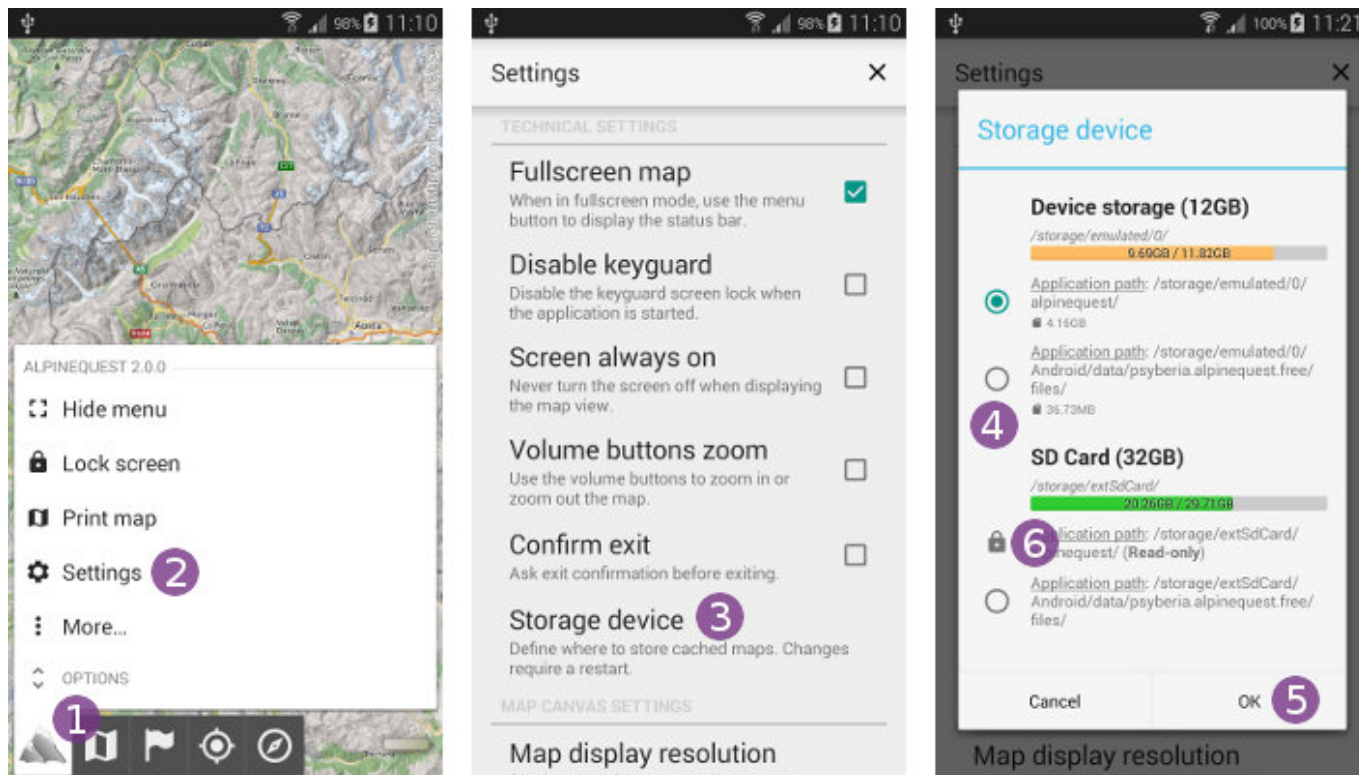 98% 11:10
ALPINEQUEST 2.0.0
Hide menu
Lock screen
Print map
Settings 2
More...
OPTIONS
1
98% 11:10
Settings
TECHNICAL SETTINGS
Fullscreen map
When in fullscreen mode, use the menu
button to display the status bar.
Disable keyguard
Disable the keyguard screen lock when
the application is started.
Screen always on
Never turn the screen off when displaying
the map view.
Volume buttons zoom
Use the volume buttons to zoom in or
zoom out the map.
Confirm exit
Ask exit confirmation before exiting.
Storage device 3
Define where to store cached maps. Changes
require a restart.
MAP CANVAS SETTINGS
Map display resolution
100% 11:21
Settings
Storage device
Device storage (12GB)
/storage/emulated/0/
9.69GB / 11.82GB
Application path: /storage/emulated/0/
alpinequest/
4.16GB
Application path: /storage/emulated/0/
Android/data/psyberia.alpinequest.free/
files/
36.73MB
4
SD Card (32GB)
/storage/extSdCard/
20.26GB / 29.71GB
6
path: /storage/extSdCard/
(Read-only)
Application path: /storage/extSdCard/
Android/data/psyberia.alpinequest.free/
files/
Cancel
OK 5
Map display resolution